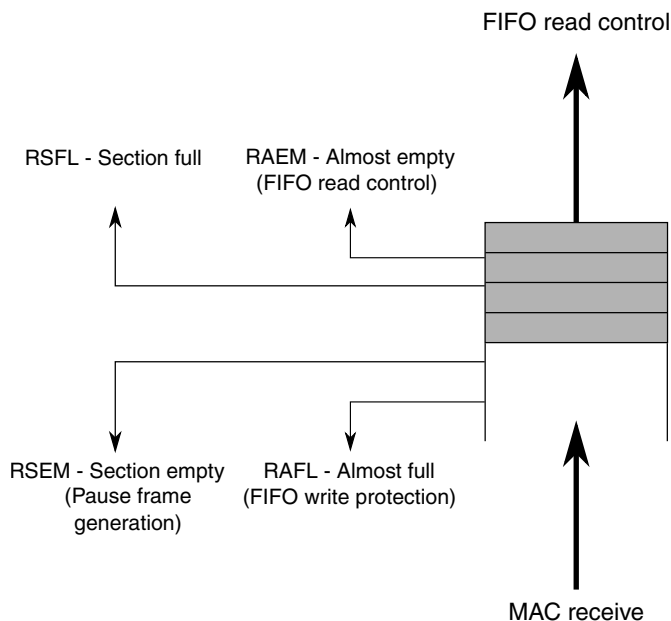 FIFO read control
RSFL - Section full
RAEM - Almost empty
(FIFO read control)
RSEM - Section empty
(Pause frame
generation)
RAFL - Almost full
(FIFO write protection)
MAC receive